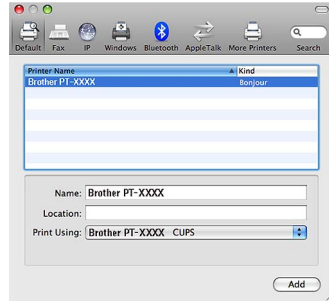 Default Fax IP Windows Bluetooth AppleTalk More Printers Search
Printer Name Kind
Brother PT-XXXX Bonjour
Name: Brother PT-XXXX
Location:
Print Using: Brother PT-XXXX CUPS
Add